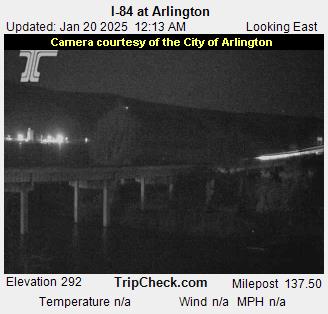 I-84 at Arlington
Updated: Jan 20 2025 12:13 AM Looking East
Camera courtesy of the City of Arlington
Elevation 292 TripCheck.com Milepost 137.50
Temperature n/a Wind n/a MPH n/a